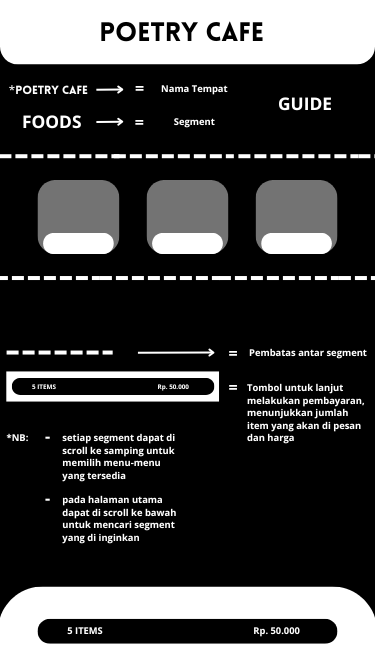 POETRY CAFE
*POETRY CAFE = Nama Tempat
GUIDE
FOODS = Segment
= Pembatas antar segment
5 ITEMS Rp. 50.000
= Tombol untuk lanjut
melakukan pembayaran,
menunjukkan jumlah
item yang akan di pesan
dan harga
*NB: - setiap segment dapat di
scroll ke samping untuk
memilih menu-menu
yang tersedia
- pada halaman utama
dapat di scroll ke bawah
untuk mencari segment
yang di inginkan
5 ITEMS Rp. 50.000